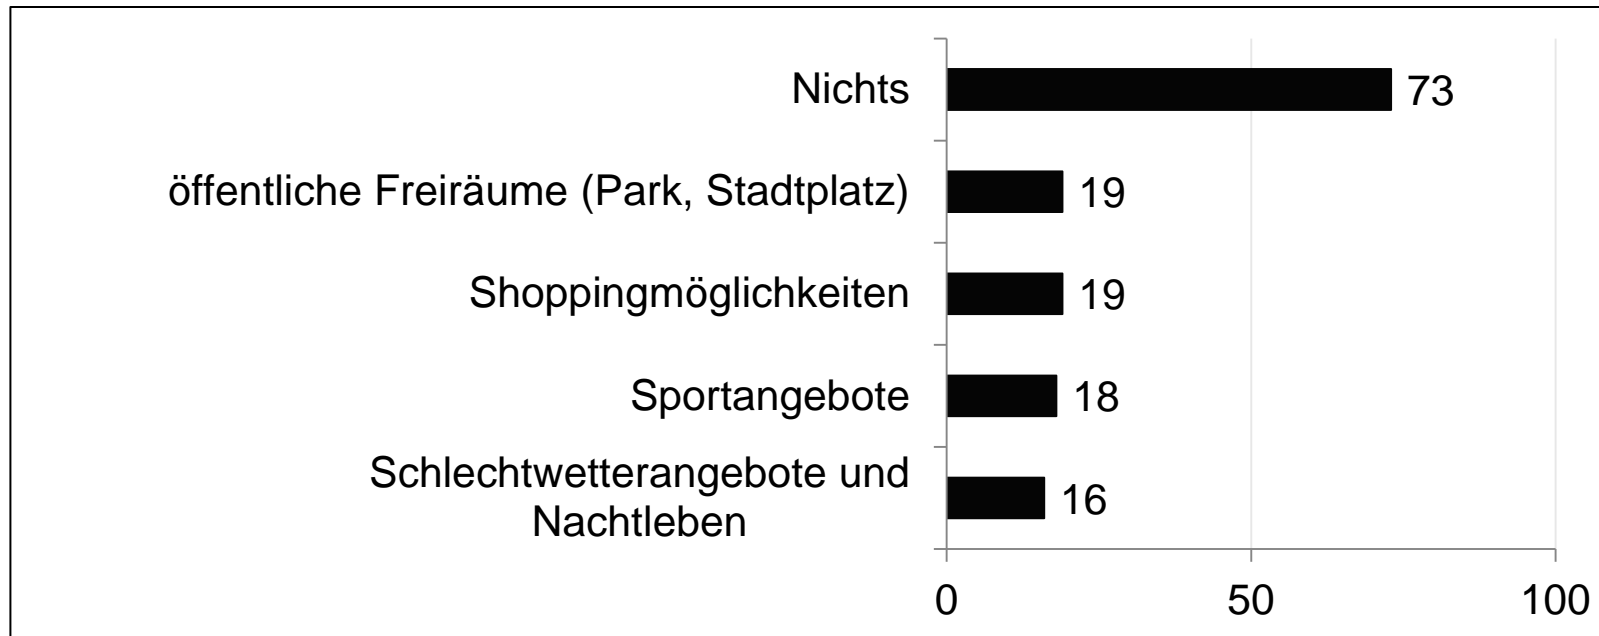 Nichts 73
öffentliche Freiräume (Park, Stadtplatz) 19
Shoppingmöglichkeiten 19
Sportangebote 18
Schlechtwetterangebote und
Nachtleben 16
0 50 100